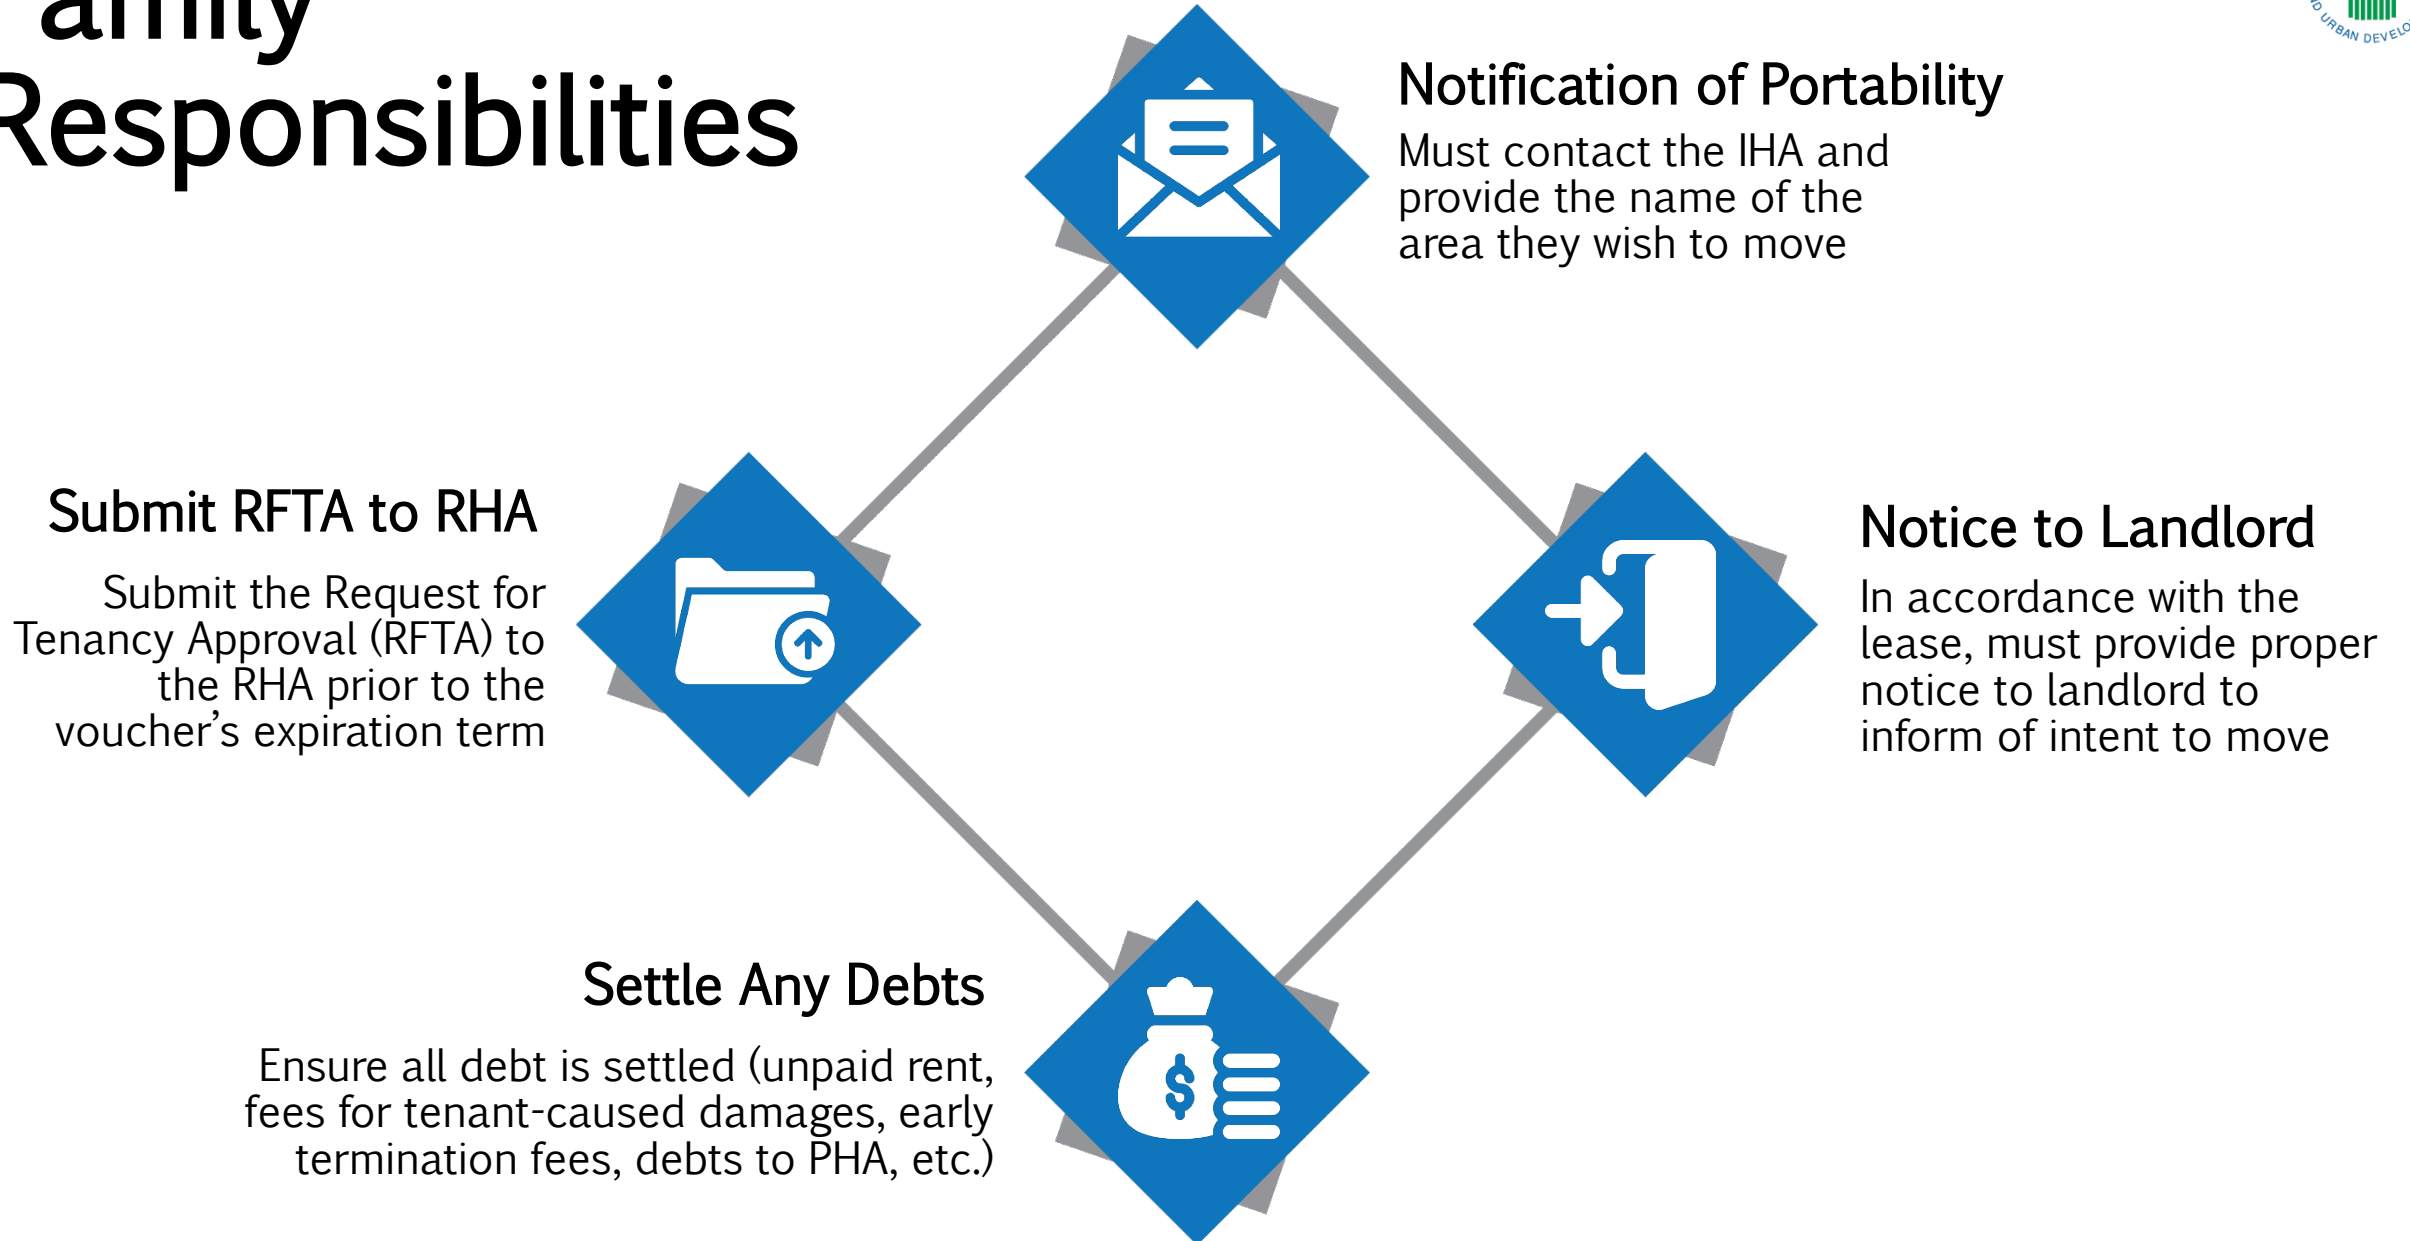 Family
Responsibilities
Notification of Portability
Must contact the IHA and
provide the name of the
area they wish to move
Notice to Landlord
In accordance with the
lease, must provide proper
notice to landlord to
inform of intent to move
Settle Any Debts
Ensure all debt is settled (unpaid rent,
fees for tenant-caused damages, early
termination fees, debts to PHA, etc.)
Submit RFTA to RHA
Submit the Request for
Tenancy Approval (RFTA) to
the RHA prior to the
voucher’s expiration term
$
URBAN